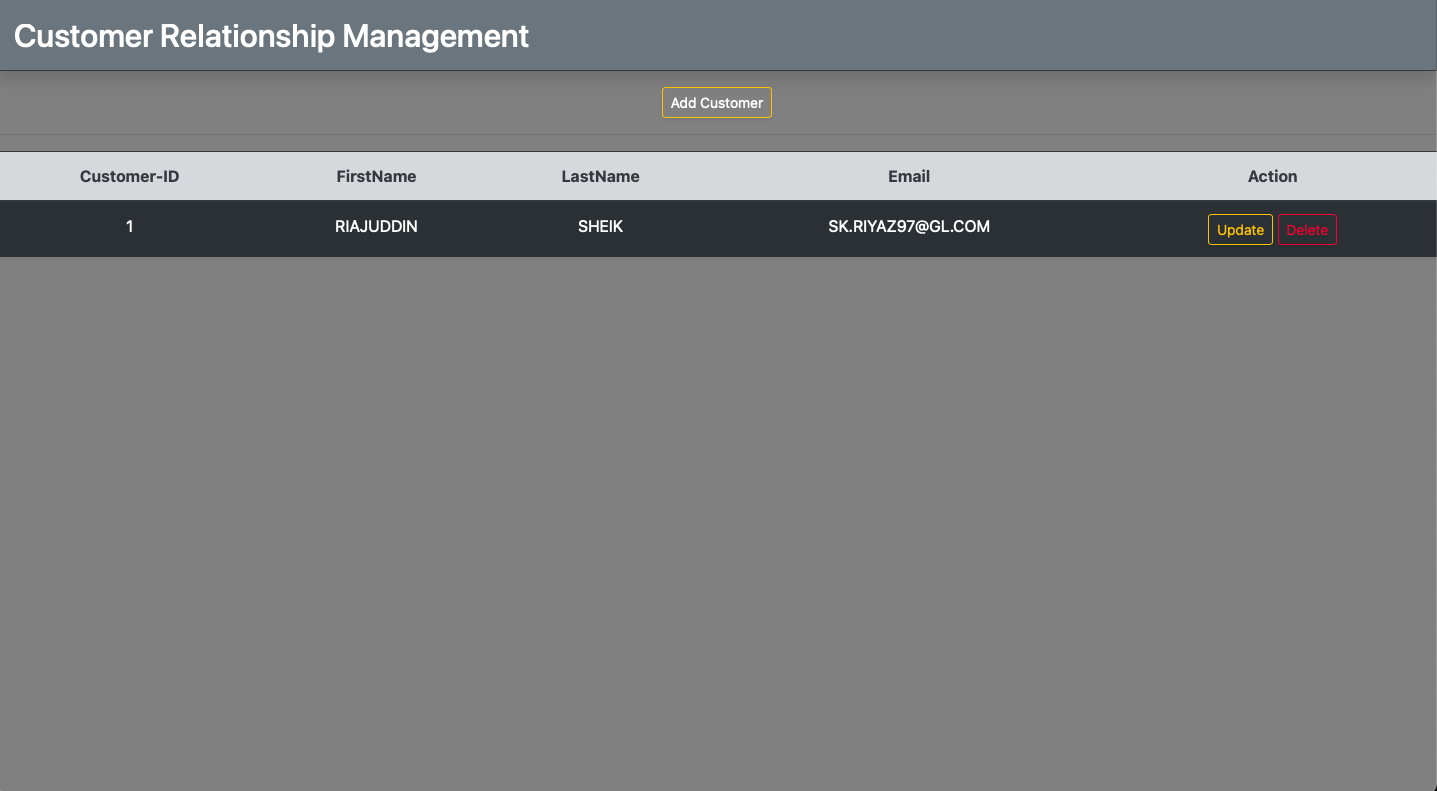 Customer Relationship Management
Add Customer
Customer-ID FirstName LastName Email Action
1 RIAJUDDIN SHEIK SK.RIYAZ97@GL.COM Update Delete